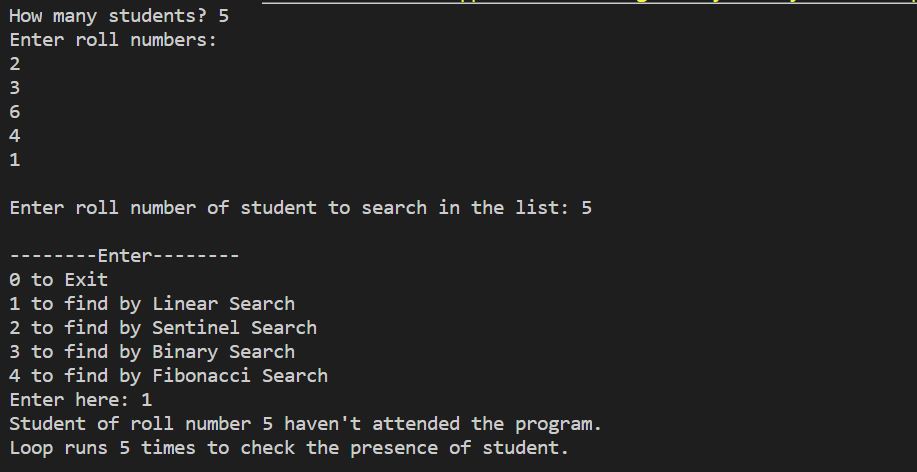 How many students? 5
Enter roll numbers:
2
3
6
4
1
Enter roll number of student to search in the list: 5
--------Enter--------
0 to Exit
1 to find by Linear Search
2 to find by Sentinel Search
3 to find by Binary Search
4 to find by Fibonacci Search
Enter here: 1
Student of roll number 5 haven't attended the program.
Loop runs 5 times to check the presence of student.